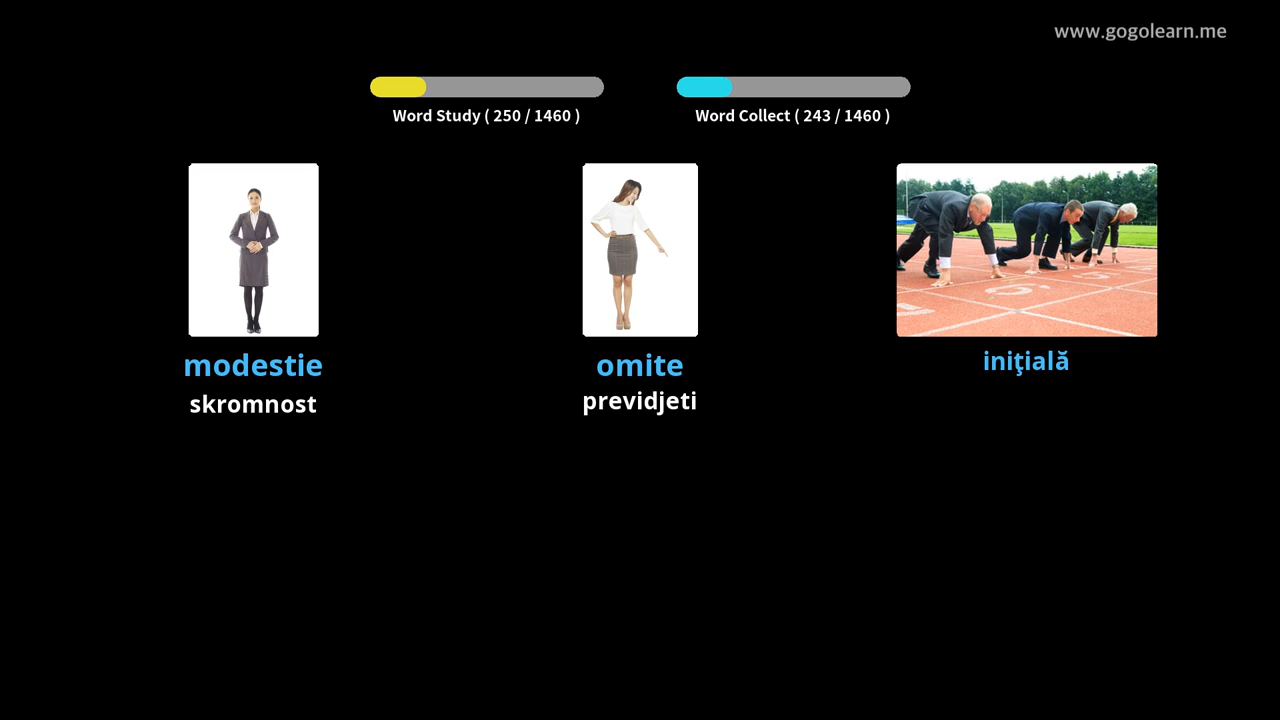 www.gogolearn.me
Word Study ( 250 / 1460 )
Word Collect ( 243 / 1460 )
modestie
omite
iniţială
skromnost
previdjeti